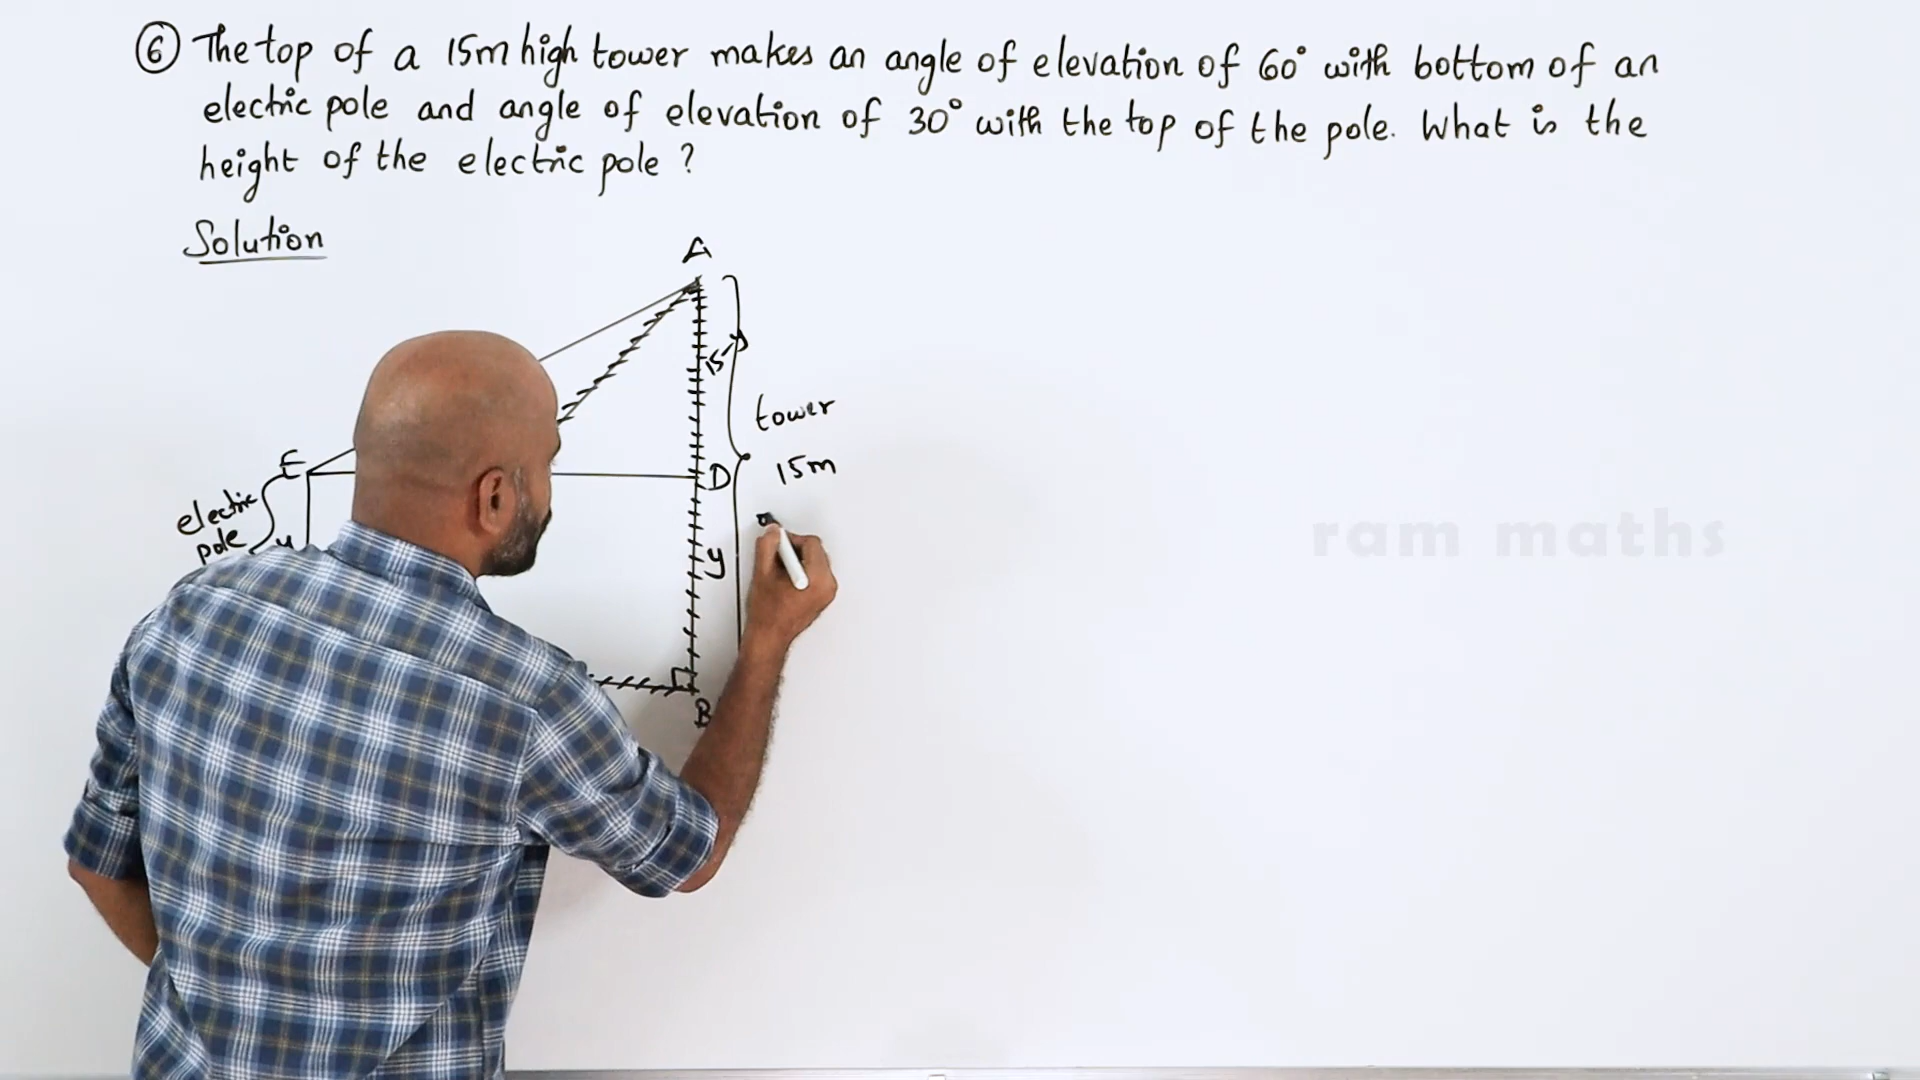 ⑥ The top of a 15m high tower makes an angle of elevation of 60° with bottom of an
electric pole and angle of elevation of 30° with the top of the pole. What is the
height of the electric pole ?
Solution
A
15-y
tower
E
D
15m
electric
pole
y
y
B
ram maths